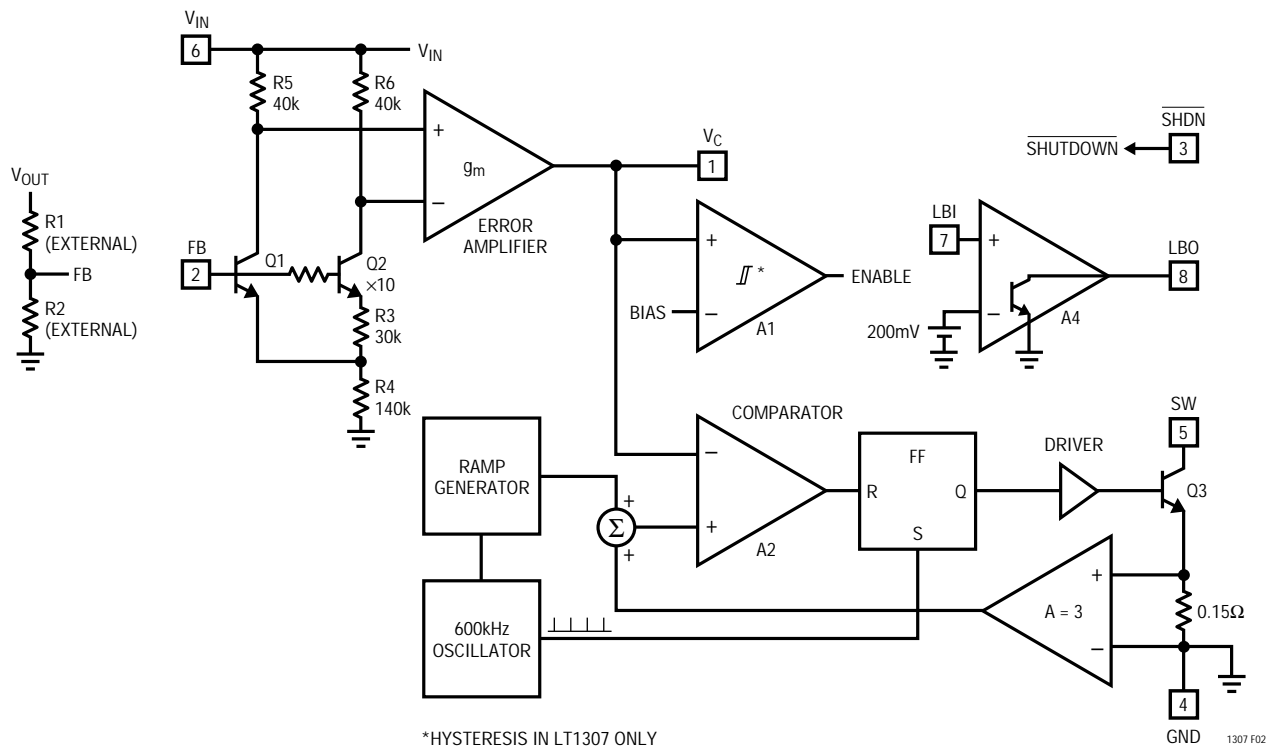 VIN
6
VIN
R5
40k
R6
40k
+
gm
−
ERROR
AMPLIFIER
VC
1
SHDN
3
SHUTDOWN
VOUT
R1
(EXTERNAL)
FB
R2
(EXTERNAL)
FB
2
Q1
Q2
×10
R3
30k
R4
140k
+
*
−
BIAS
A1
ENABLE
LBI
7
+
−
200mV
A4
LBO
8
COMPARATOR
RAMP
GENERATOR
+
Σ
+
−
+
A2
FF
R
Q
S
DRIVER
SW
5
Q3
600kHz
OSCILLATOR
A = 3
+
−
0.15Ω
4
GND
*HYSTERESIS IN LT1307 ONLY
1307 F02